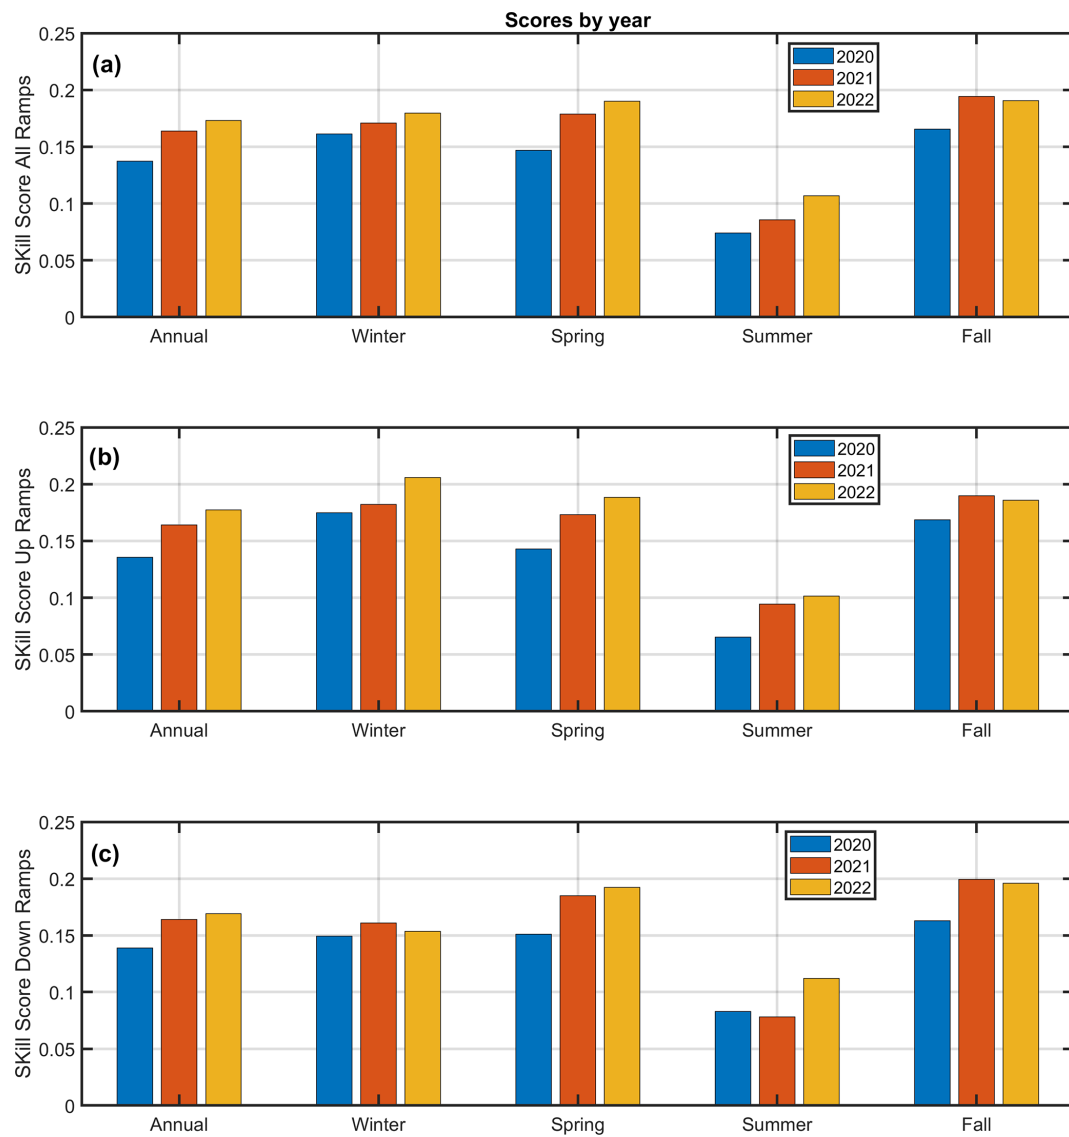 Scores by year
(a)
SKill Score All Ramps
0.25
0.2
0.15
0.1
0.05
0
2020
2021
2022
Annual Winter Spring Summer Fall
(b)
SKill Score Up Ramps
0.25
0.2
0.15
0.1
0.05
0
2020
2021
2022
Annual Winter Spring Summer Fall
(c)
SKill Score Down Ramps
0.25
0.2
0.15
0.1
0.05
0
2020
2021
2022
Annual Winter Spring Summer Fall